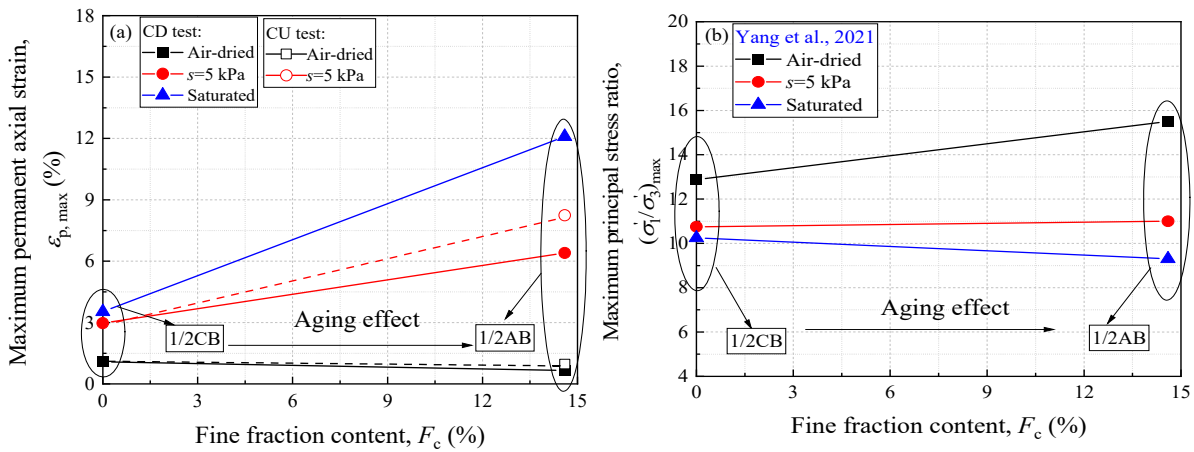 (a)
CD test:
Air-dried
s=5 kPa
Saturated
CU test:
Air-dried
s=5 kPa
Maximum permanent axial strain,
εp, max (%)
18
15
12
9
6
3
0
1/2CB
Aging effect
1/2AB
0 3 6 9 12 15
Fine fraction content, Fc (%)
(b)
Yang et al., 2021
Air-dried
s=5 kPa
Saturated
Maximum principal stress ratio,
(σ'1/σ'3)max
20
18
16
14
12
10
8
6
4
1/2CB
Aging effect
1/2AB
0 3 6 9 12 15
Fine fraction content, Fc (%)